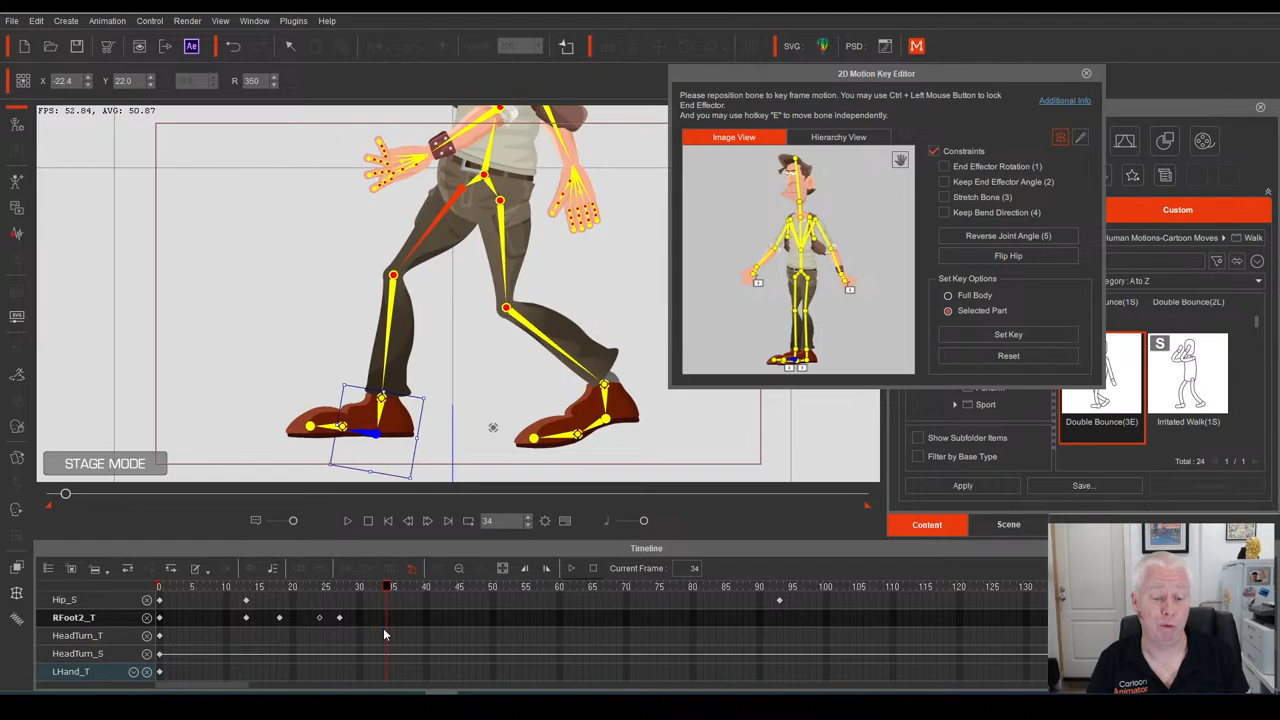 File Edit Create Animation Control Render View Window Plugins Help
Ae 100 SVG : PSD : M
X -22.4 Y 22.0 R 350
FPS: 52.84, AVG: 50.87
2D Motion Key Editor
Please reposition bone to key frame motion. You may use Ctrl + Left Mouse Button to lock
End Effector.
And you may use hotkey "E" to move bone independently.
Additional Info
Image View Hierarchy View
Constraints
End Effector Rotation (1)
Keep End Effector Angle (2)
Stretch Bone (3)
Keep Bend Direction (4)
Reverse Joint Angle (5)
Flip Hip
Set Key Options
Full Body
Selected Part
Set Key
Reset
Custom
Human Motions-Cartoon Moves Walk
Category : A to Z
Double Bounce(2L)
S
Double Bounce(3E) Irritated Walk(1S)
Sport
Show Subfolder Items
Filter by Base Type
Total : 24 1 / 1
Apply Save...
Content Scene
STAGE MODE
34
Timeline
Current Frame : 34
0 5 10 15 20 25 30 35 40 45 50 55 60 65 70 75 80 85 90 95 100 105 110 115 120 125 130
Hip_S
RFoot2_T
HeadTurn_T
HeadTurn_S
LHand_T
Cartoon
Animator